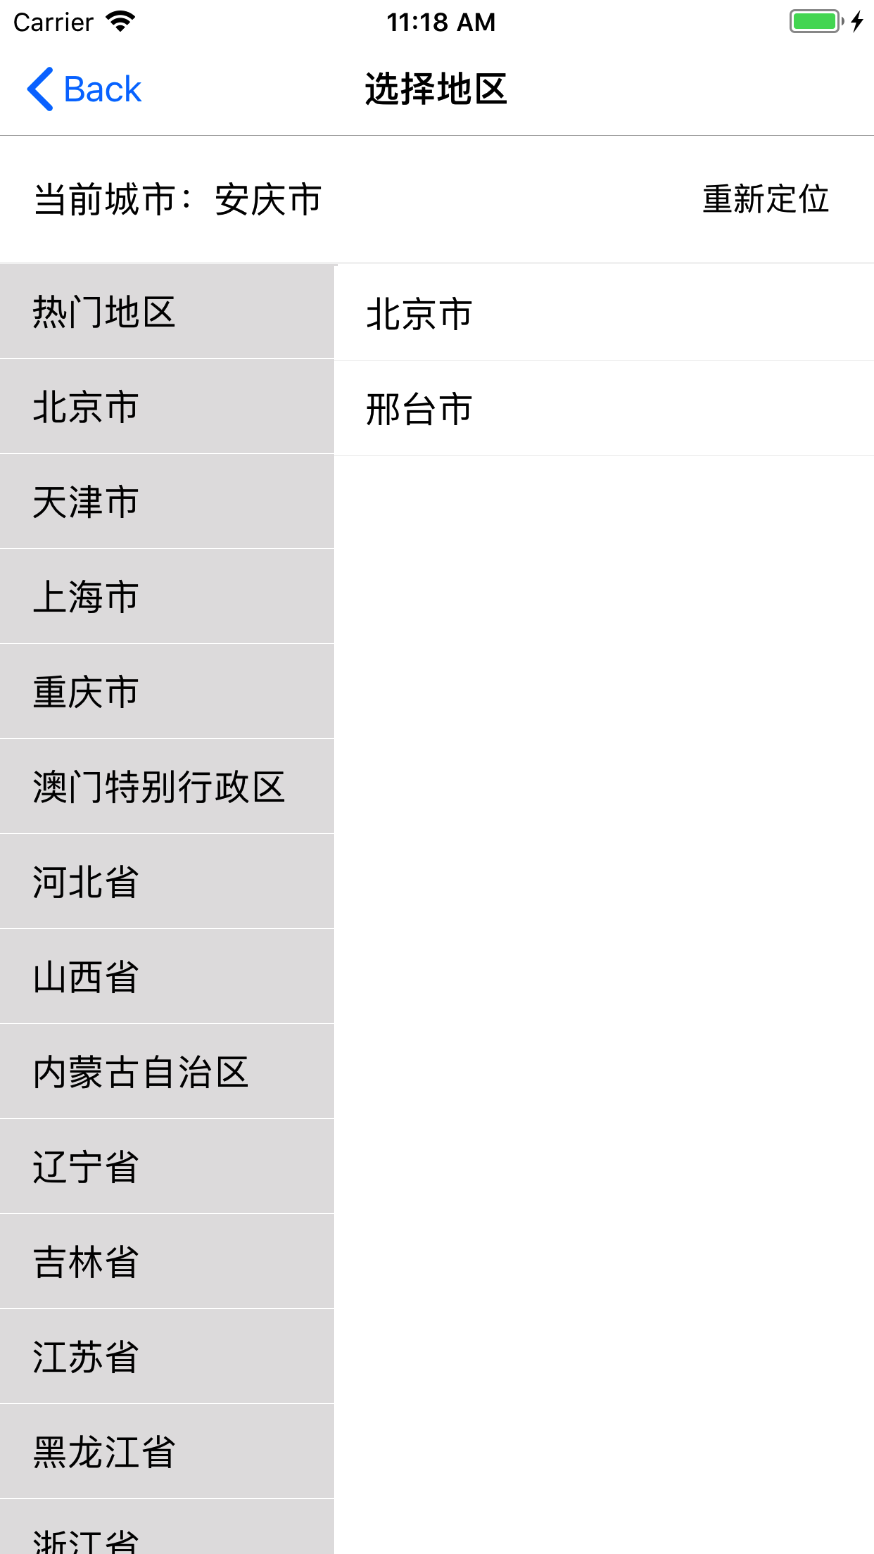 Carrier 11:18 AM
Back 选择地区
当前城市：安庆市 重新定位
热门地区
北京市
天津市
上海市
重庆市
澳门特别行政区
河北省
山西省
内蒙古自治区
辽宁省
吉林省
江苏省
黑龙江省
浙江省
北京市
邢台市